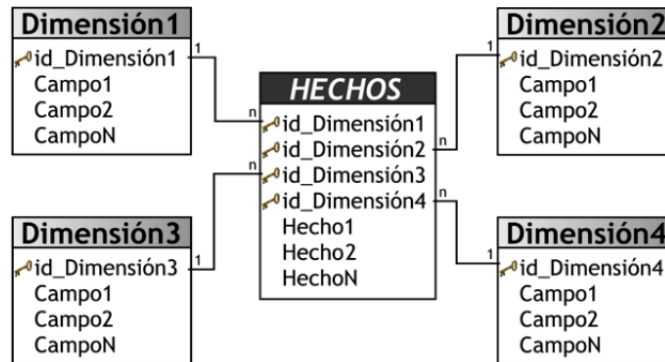 Dimensión1
id_Dimensión1
Campo1
Campo2
CampoN
1
Dimensión2
id_Dimensión2
Campo1
Campo2
CampoN
1
HECHOS
id_Dimensión1
id_Dimensión2
id_Dimensión3
id_Dimensión4
Hecho1
Hecho2
HechoN
n
n
n
n
Dimensión3
id_Dimensión3
Campo1
Campo2
CampoN
1
Dimensión4
id_Dimensión4
Campo1
Campo2
CampoN
1